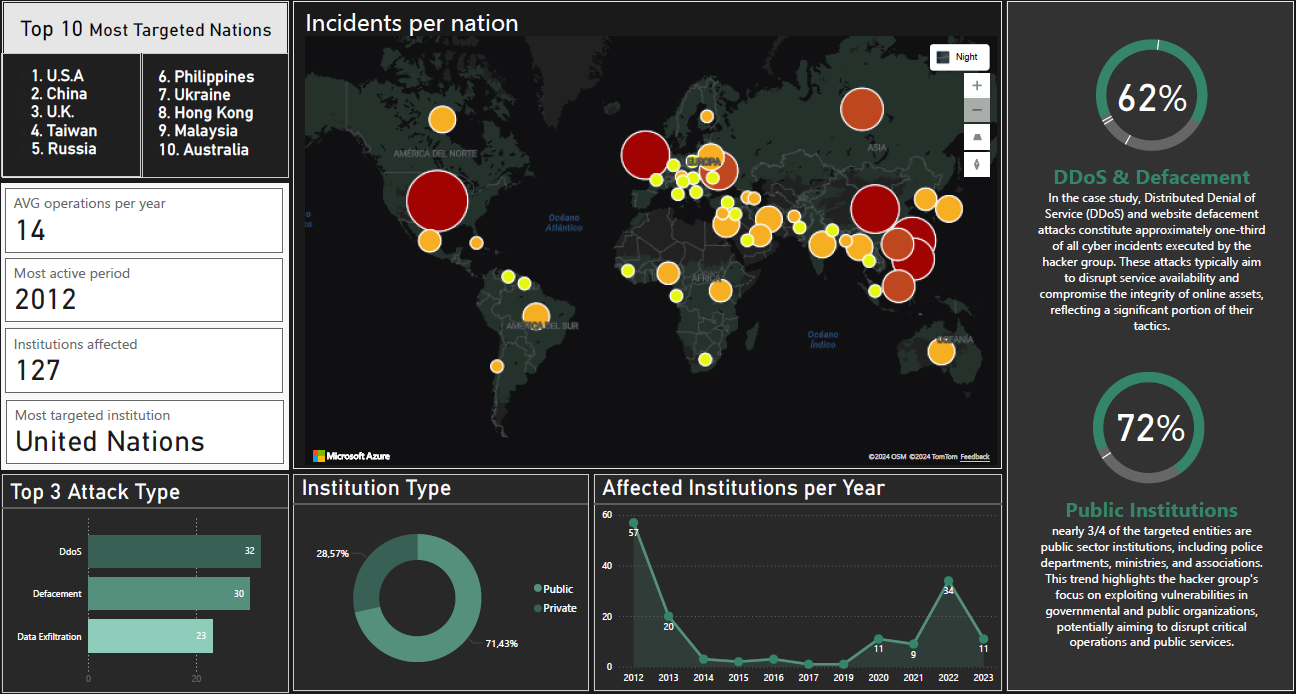 Top 10 Most Targeted Nations
1. U.S.A
2. China
3. U.K.
4. Taiwan
5. Russia
6. Philippines
7. Ukraine
8. Hong Kong
9. Malaysia
10. Australia
AVG operations per year
14
Most active period
2012
Institutions affected
127
Most targeted institution
United Nations
Incidents per nation
Night
AMÉRICA DEL NORTE
EUROPA
ASIA
Océano
Atlántico
ÁFRICA
AMÉRICA DEL SUR
Océano
Índico
OCEANÍA
Microsoft Azure
©2024 OSM ©2024 TomTom Feedback
62%
DDoS & Defacement
In the case study, Distributed Denial of
Service (DDoS) and website defacement
attacks constitute approximately one-third
of all cyber incidents executed by the
hacker group. These attacks typically aim
to disrupt service availability and
compromise the integrity of online assets,
reflecting a significant portion of their
tactics.
72%
Public Institutions
nearly 3/4 of the targeted entities are
public sector institutions, including police
departments, ministries, and associations.
This trend highlights the hacker group's
focus on exploiting vulnerabilities in
governmental and public organizations,
potentially aiming to disrupt critical
operations and public services.
Top 3 Attack Type
DdoS
32
Defacement
30
Data Exfiltration
23
0 20
Institution Type
28,57%
71,43%
Public
Private
Affected Institutions per Year
60
40
20
0
57
20
11
9
34
11
2012 2013 2014 2015 2016 2017 2019 2020 2021 2022 2023